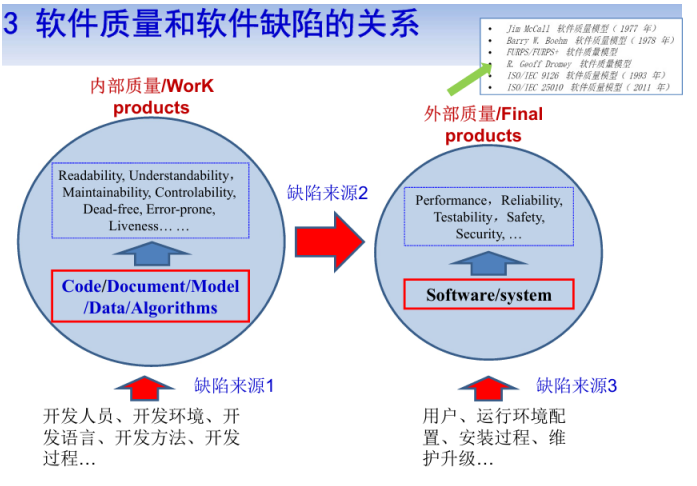 3 软件质量和软件缺陷的关系
• Jim McCall 软件质量模型（1977 年）
• Barry W. Boehm 软件质量模型（1978 年）
• FURPS/FURPS+ 软件质量模型
• R. Geoff Dromey 软件质量模型
• ISO/IEC 9126 软件质量模型（1993 年）
• ISO/IEC 25010 软件质量模型（2011 年）
内部质量/WorK
products
Readability, Understandability，
Maintainability, Controlability,
Dead-free, Error-prone,
Liveness… …
Code/Document/Model
/Data/Algorithms
缺陷来源1
开发人员、开发环境、开
发语言、开发方法、开发
过程…
缺陷来源2
外部质量/Final
products
Performance，Reliability,
Testability，Safety,
Security, …
Software/system
缺陷来源3
用户、运行环境配
置、安装过程、维
护升级…